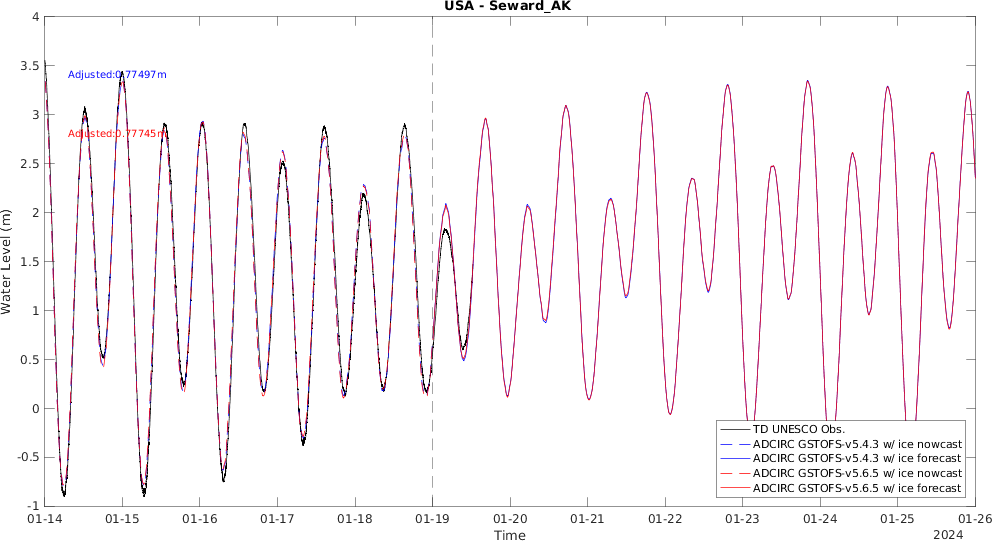 USA - Seward_AK
4
3.5
3
2.5
2
1.5
1
0.5
0
-0.5
-1
Water Level (m)
Adjusted:0.77497m
Adjusted:0.77745m
TD UNESCO Obs.
ADCIRC GSTOFS-v5.4.3 w/ ice nowcast
ADCIRC GSTOFS-v5.4.3 w/ ice forecast
ADCIRC GSTOFS-v5.6.5 w/ ice nowcast
ADCIRC GSTOFS-v5.6.5 w/ ice forecast
01-14 01-15 01-16 01-17 01-18 01-19 01-20 01-21 01-22 01-23 01-24 01-25 01-26
Time
2024